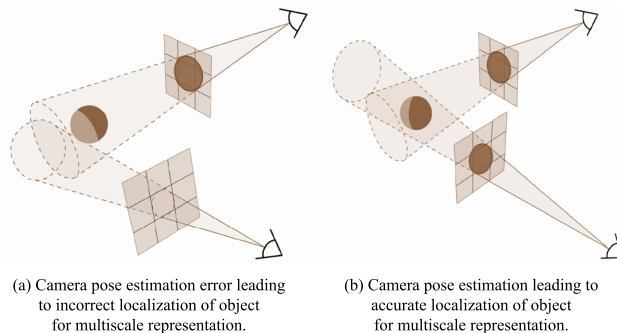 (a) Camera pose estimation error leading
to incorrect localization of object
for multiscale representation.
(b) Camera pose estimation leading to
accurate localization of object
for multiscale representation.